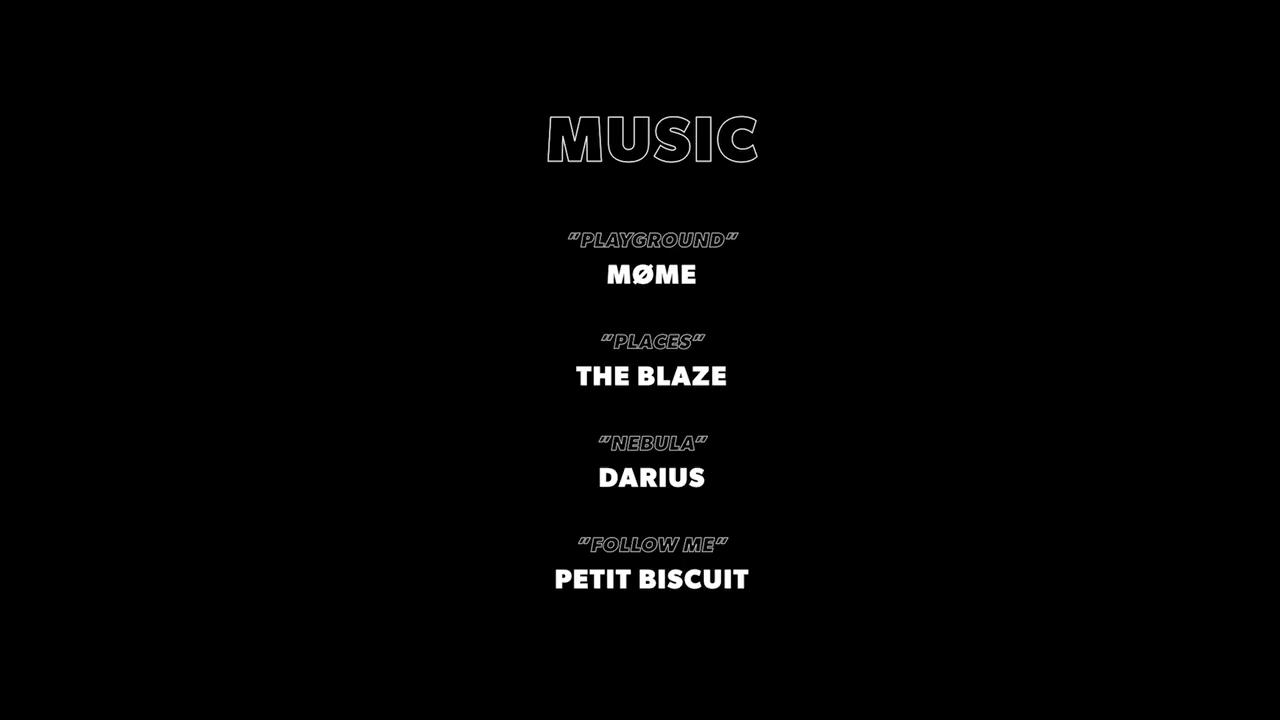 MUSIC
"PLAYGROUND"
MØME
"PLACES"
THE BLAZE
"NEBULA"
DARIUS
"FOLLOW ME"
PETIT BISCUIT